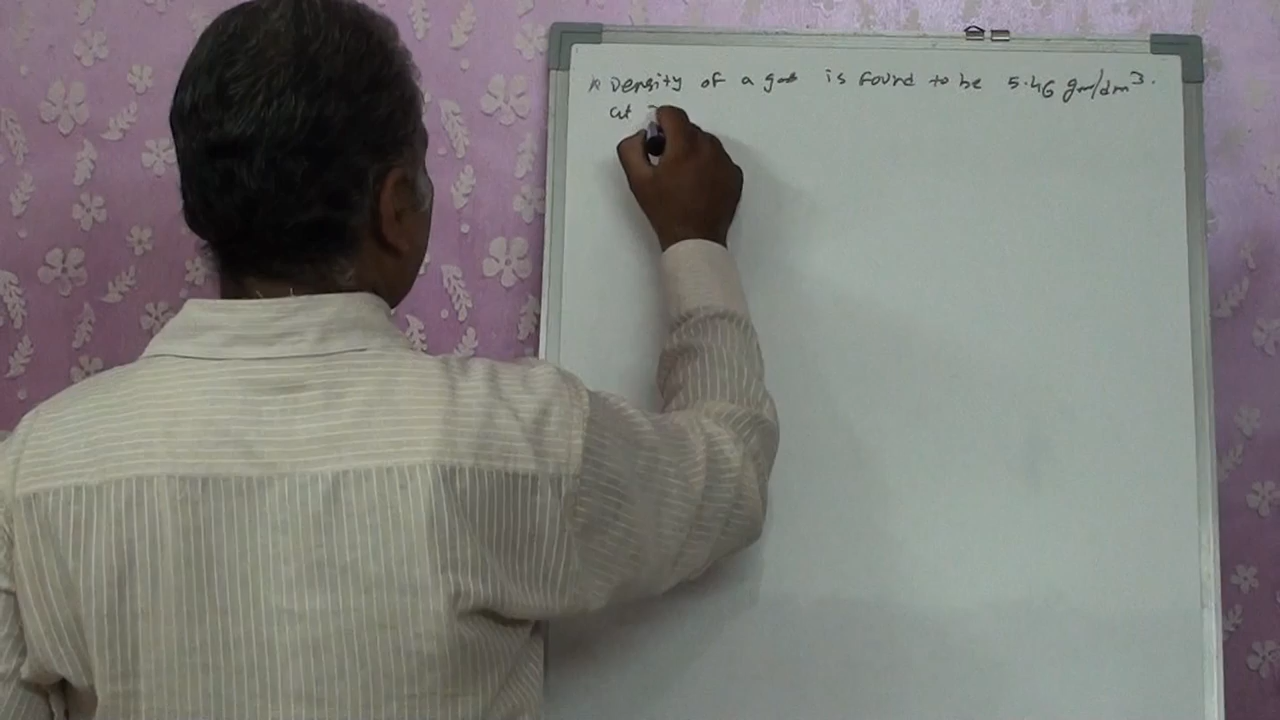 Density of a gas is found to be 5.46 gm/dm³.
at